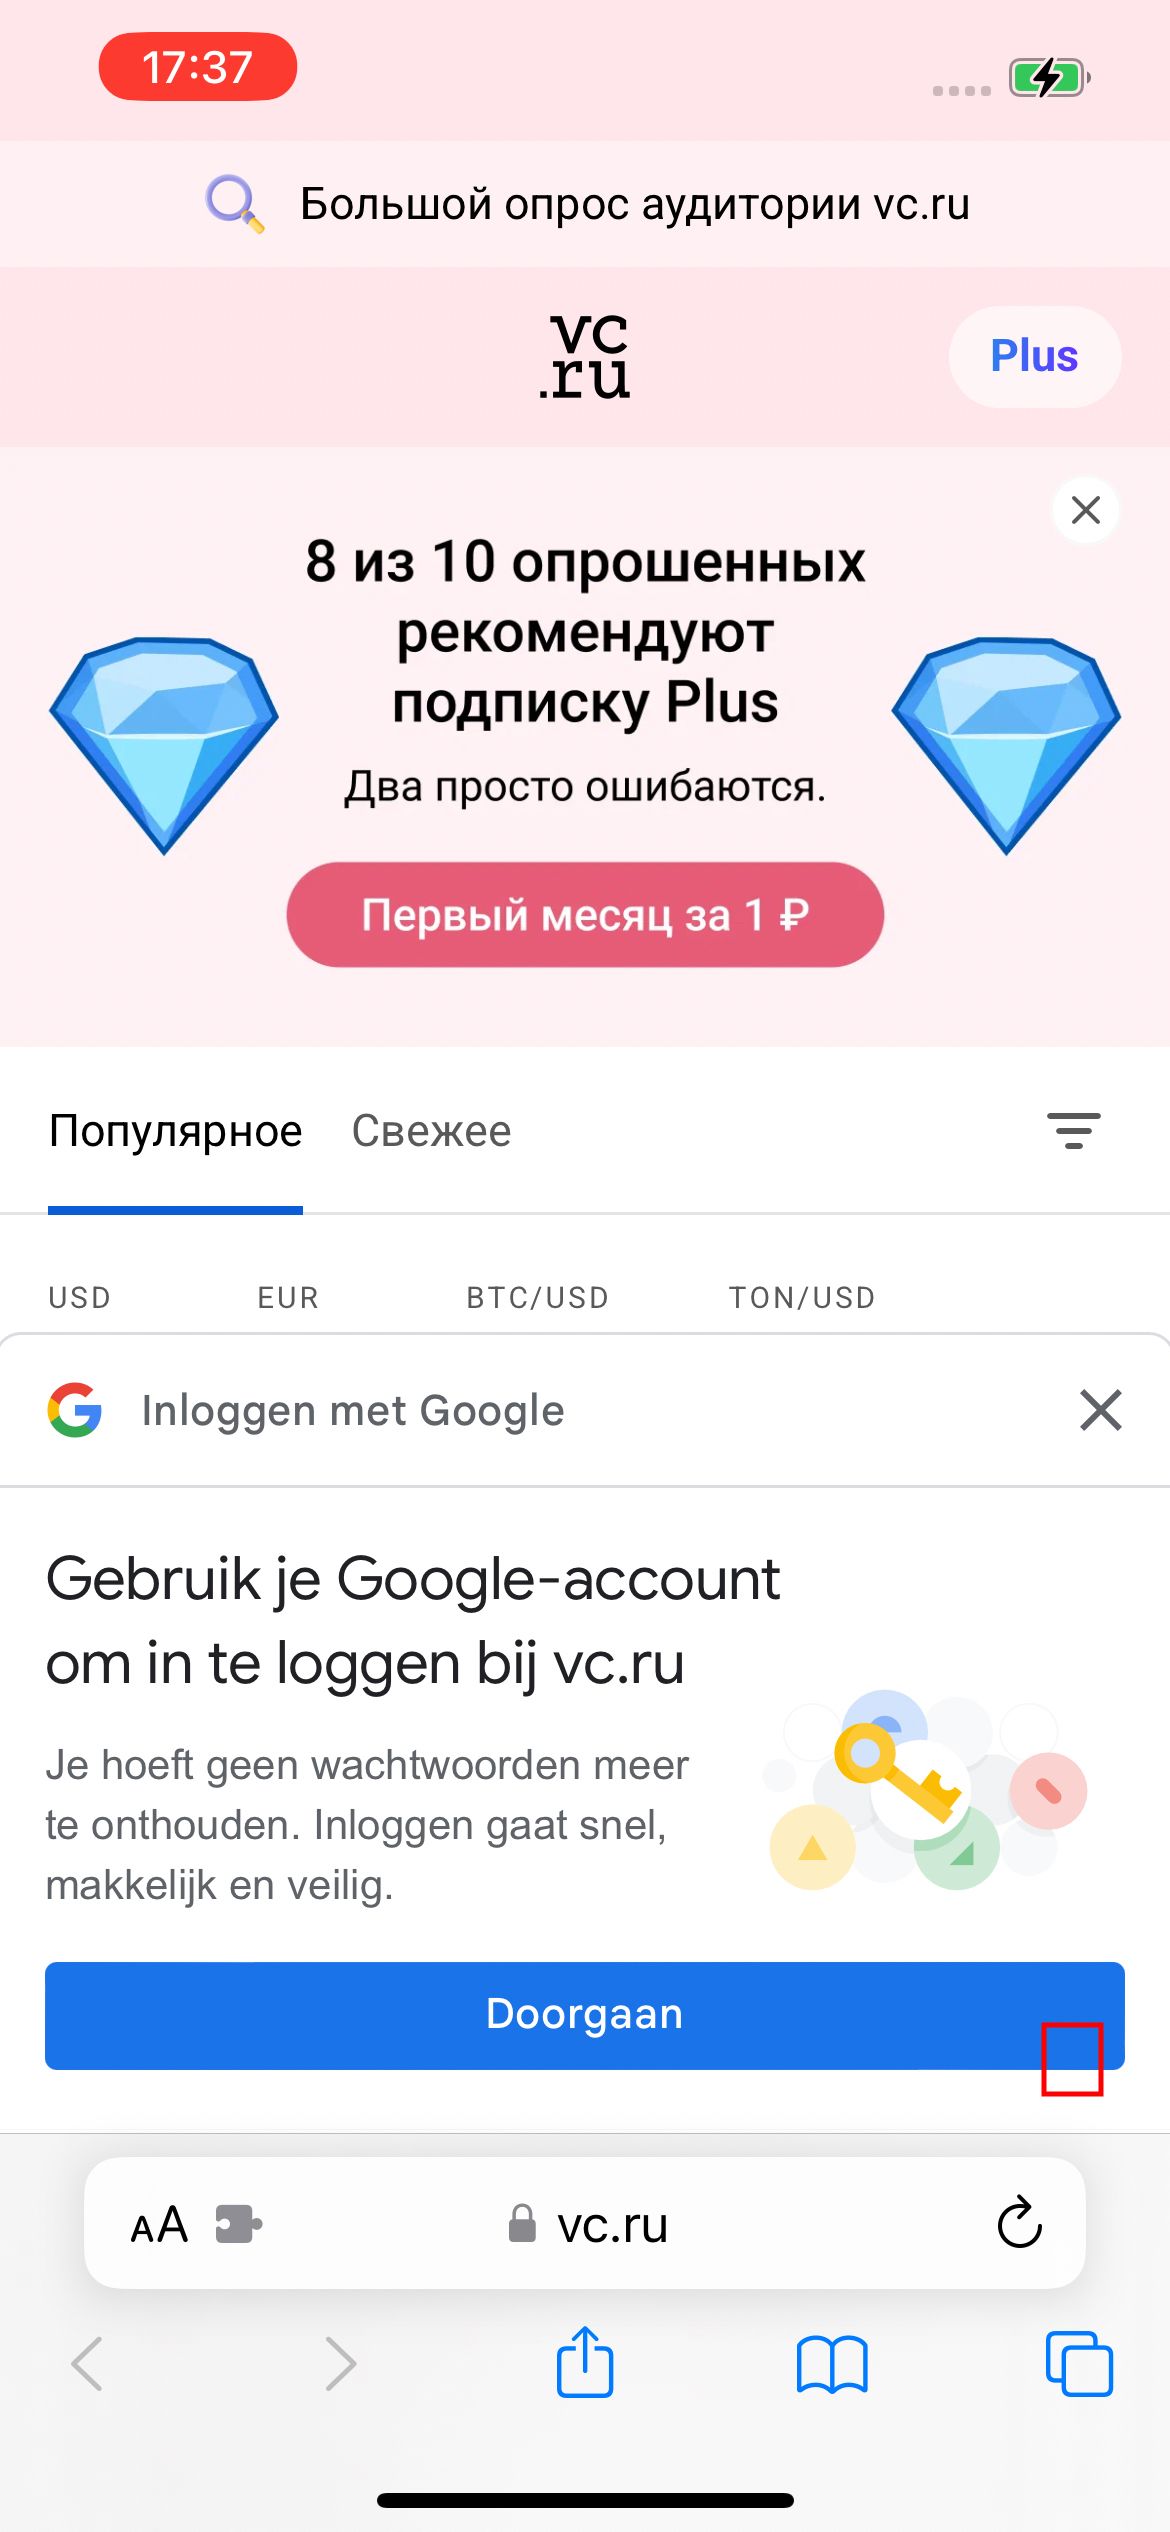 17:37
Большой опрос аудитории vc.ru
vc
.ru
Plus
8 из 10 опрошенных
рекомендуют
подписку Plus
Два просто ошибаются.
Первый месяц за 1 ₽
Популярное
Свежее
USD
EUR
BTC/USD
TON/USD
Inloggen met Google
Gebruik je Google-account
om in te loggen bij vc.ru
Je hoeft geen wachtwoorden meer
te onthouden. Inloggen gaat snel,
makkelijk en veilig.
Doorgaan
AA
vc.ru